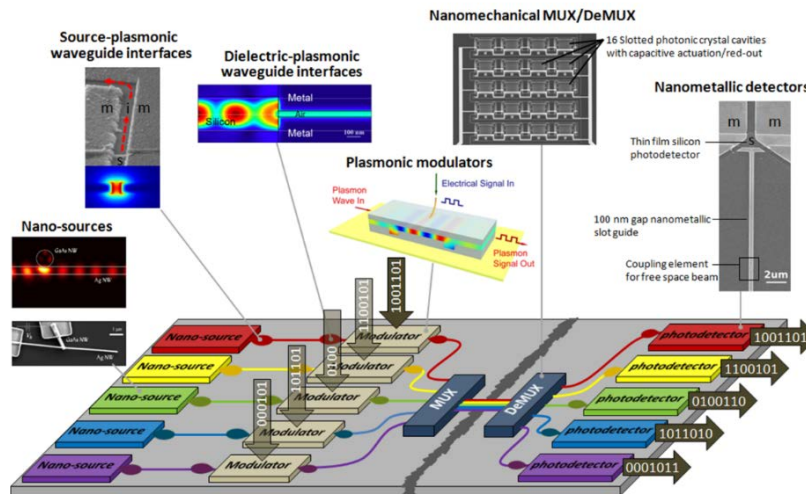 Nanomechanical MUX/DeMUX
Source-plasmonic
waveguide interfaces
Dielectric-plasmonic
waveguide interfaces
16 Slotted photonic crystal cavities
with capacitive actuation/red-out
Nanometallic detectors
m
i
m
S
Metal
Silicon
Air
Metal
100 nm
m
m
S
Thin film silicon
photodetector
Plasmonic modulators
Electrical Signal In
Plasmon
Wave In
Plasmon
Signal Out
100 nm gap nanometallic
slot guide
Coupling element
for free space beam
2um
Nano-sources
GaAs NW
Ag NW
GaAs NW
Ag NW
1001101
1100101
0100
101101
000101
Nano-source
Modulator
photodetector
1001101
Nano-source
Modulator
photodetector
1100101
Nano-source
Modulator
MUX
DeMUX
photodetector
0100110
Nano-source
Modulator
photodetector
1011010
Nano-source
Modulator
photodetector
0001011